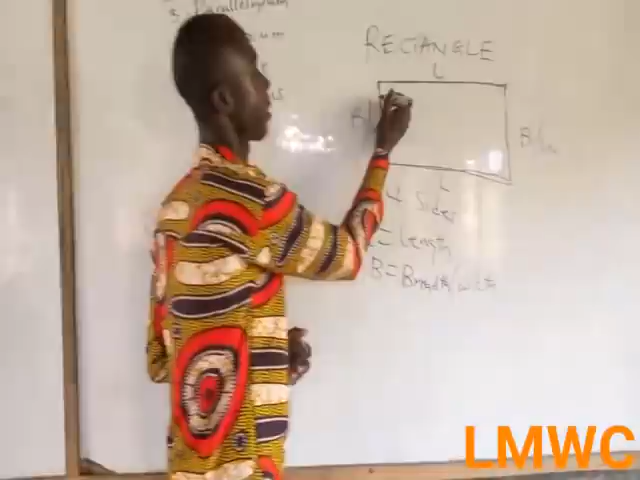 3 Parallelogram
RECTANGLE
L
B
L
4 Sides
= Length
B = Breadth/width
LMWC